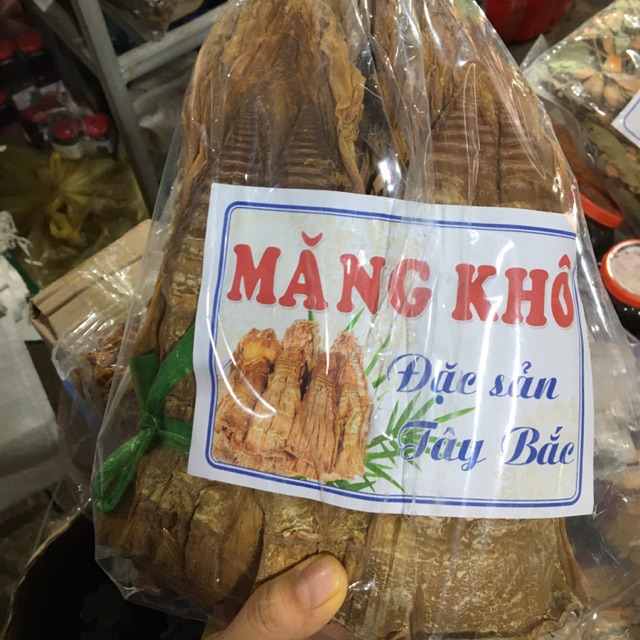 MĂNG KHÔ
Đặc sản
Tây Bắc